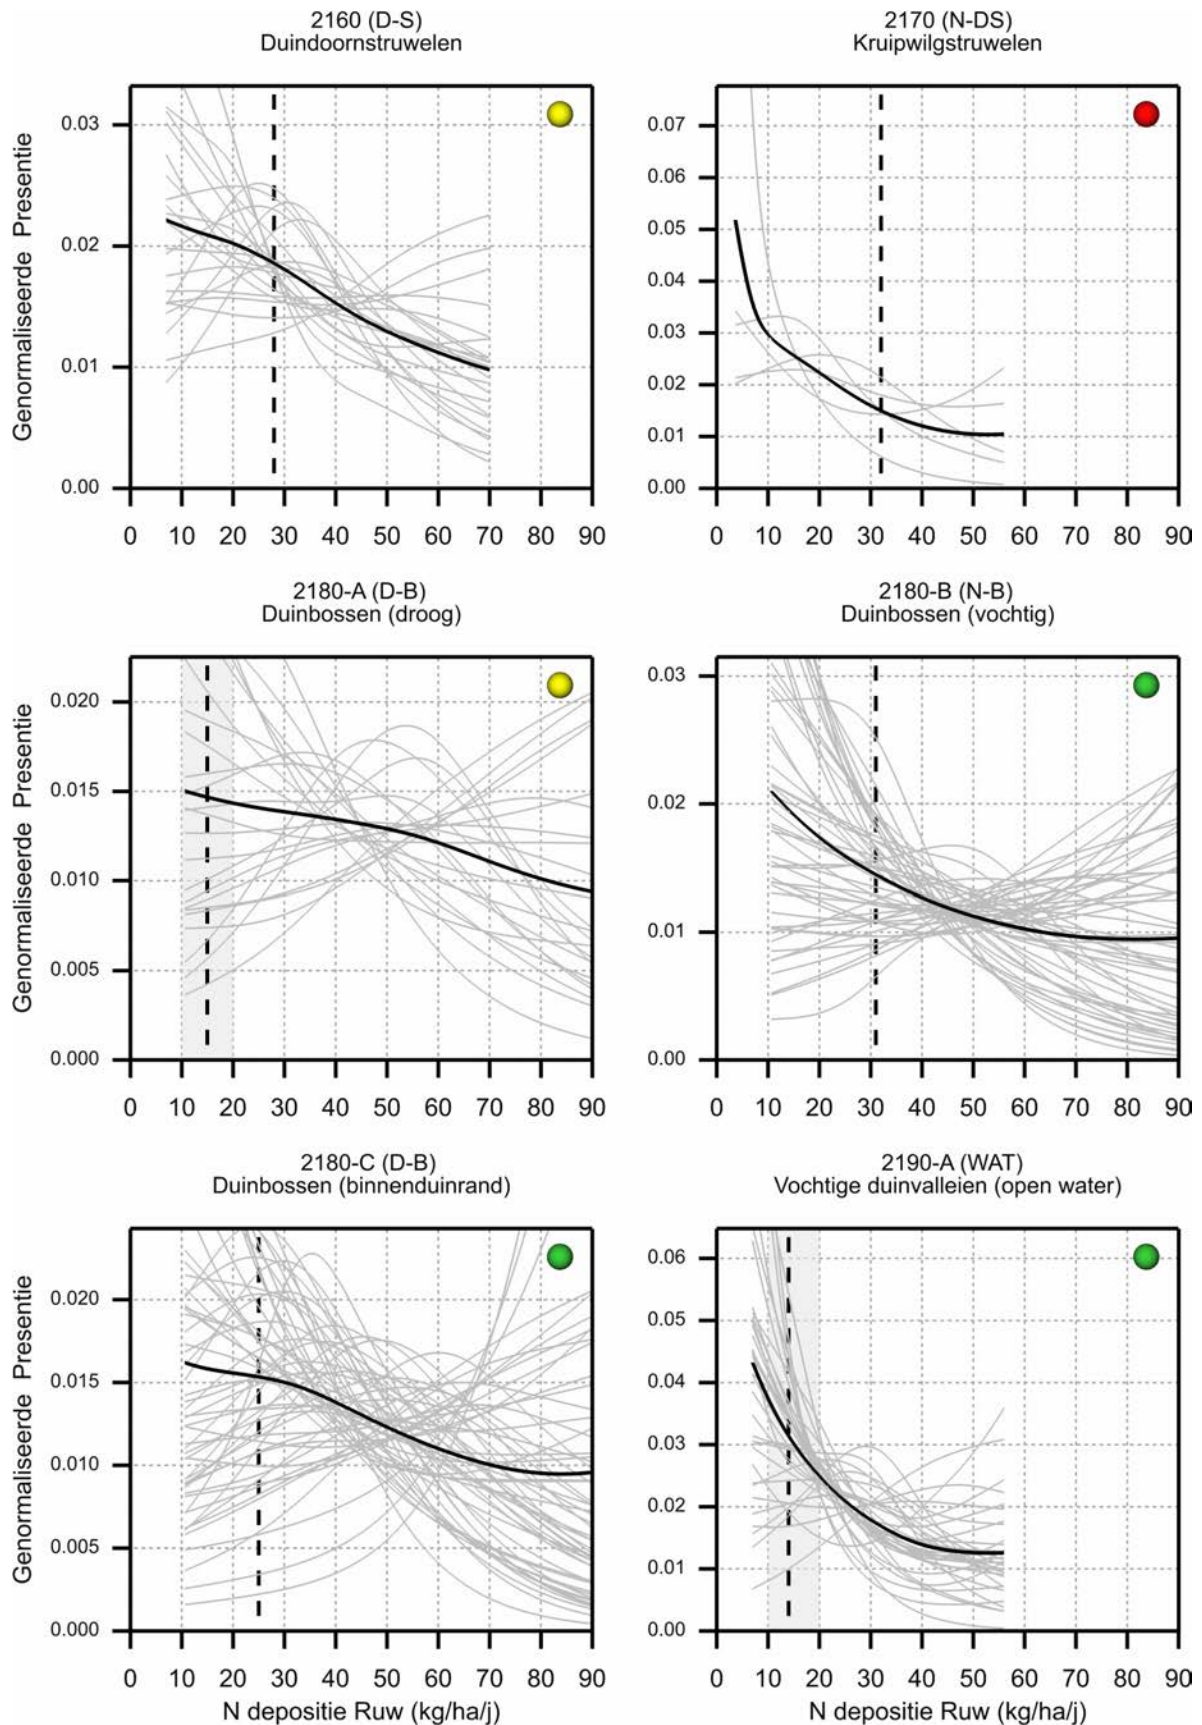 2160 (D-S)
Duindoornstruwelen
Genormaliseerde Presentie
0.03
0.02
0.01
0.00
0 10 20 30 40 50 60 70 80 90
2170 (N-DS)
Kruipwilgstruwelen
0.07
0.06
0.05
0.04
0.03
0.02
0.01
0.00
0 10 20 30 40 50 60 70 80 90
2180-A (D-B)
Duinbossen (droog)
Genormaliseerde Presentie
0.020
0.015
0.010
0.005
0.000
0 10 20 30 40 50 60 70 80 90
2180-B (N-B)
Duinbossen (vochtig)
0.03
0.02
0.01
0.00
0 10 20 30 40 50 60 70 80 90
2180-C (D-B)
Duinbossen (binnenduinrand)
Genormaliseerde Presentie
0.020
0.015
0.010
0.005
0.000
0 10 20 30 40 50 60 70 80 90
N depositie Ruw (kg/ha/j)
2190-A (WAT)
Vochtige duinvalleien (open water)
0.06
0.05
0.04
0.03
0.02
0.01
0.00
0 10 20 30 40 50 60 70 80 90
N depositie Ruw (kg/ha/j)